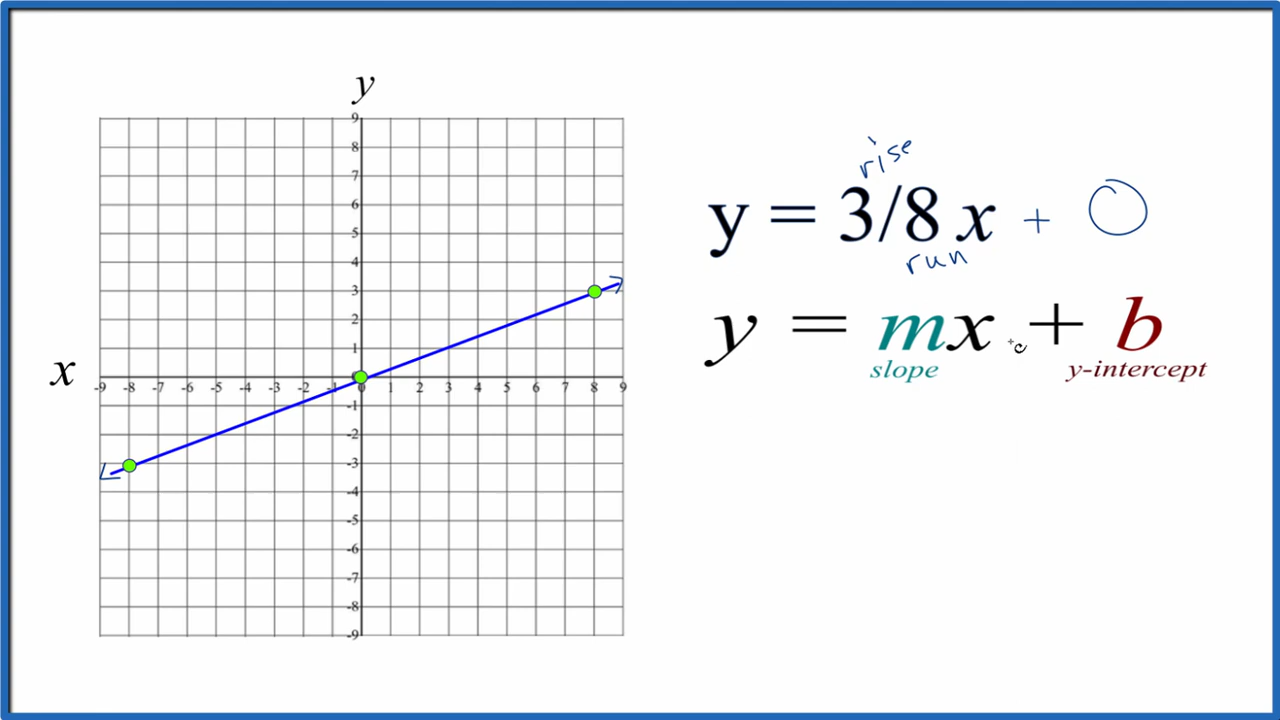 y
9
8
7
6
5
4
3
2
1
x
-9 -8 -7 -6 -5 -4 -3 -2 -1 0 1 2 3 4 5 6 7 8 9
-1
-2
-3
-4
-5
-6
-7
-8
-9
rise
y = 3/8 x + 0
run
y = mx + b
slope y-intercept